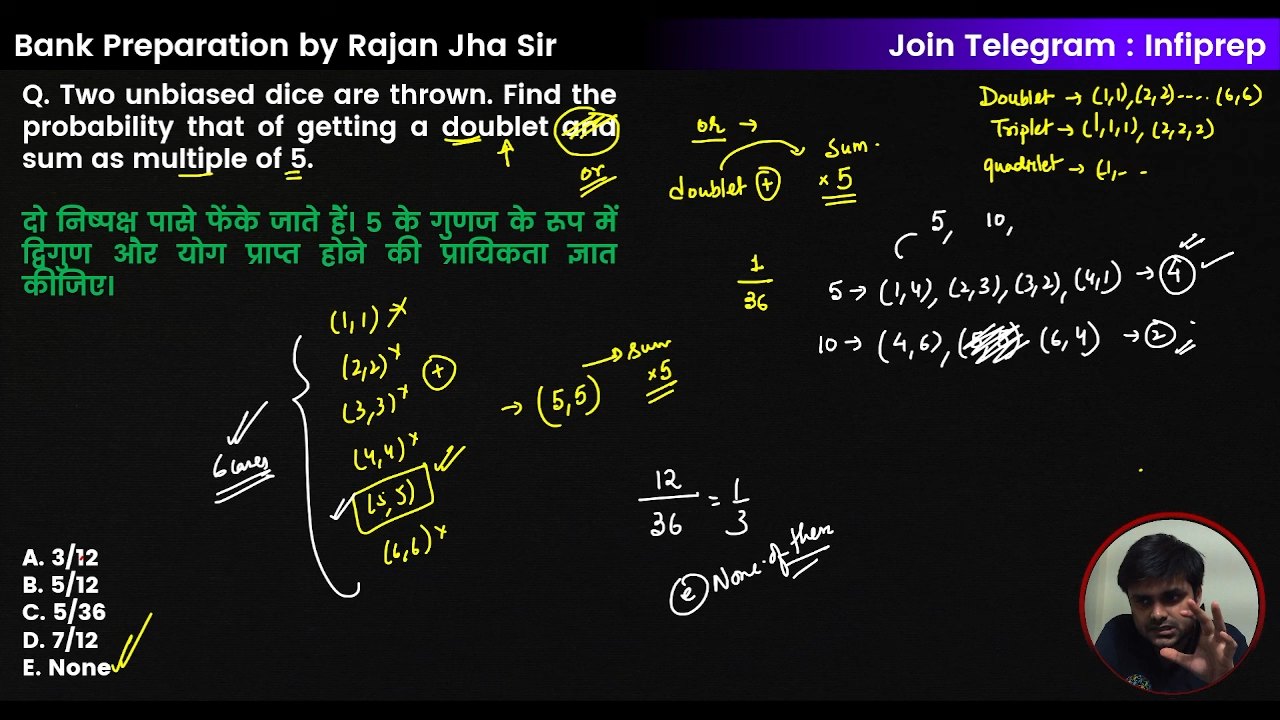 Bank Preparation by Rajan Jha Sir
Join Telegram : Infiprep
Q. Two unbiased dice are thrown. Find the
probability that of getting a doublet and
sum as multiple of 5.
or
दो निष्पक्ष पासे फेंके जाते हैं। 5 के गुणज के रूप में
द्विगुण और योग प्राप्त होने की प्रायिकता ज्ञात
कीजिए।
Doublet → (1,1), (2,2) ---- (6,6)
Triplet → (1,1,1), (2,2,2)
quadrilet → (1,- -
or →
doublet + sum.
× 5
5, 10,
1
36
5 → (1,4), (2,3), (3,2), (4,1) → 4
10 → (4,6), (6,4) → 2
(1,1) ×
(2,2) ×
(3,3) ×
(4,4) ×
(5,5)
(6,6) ×
+
6 cases
→ (5,5) → sum
×5
12
36
= 1
3
e None of them
A. 3/12
B. 5/12
C. 5/36
D. 7/12
E. None